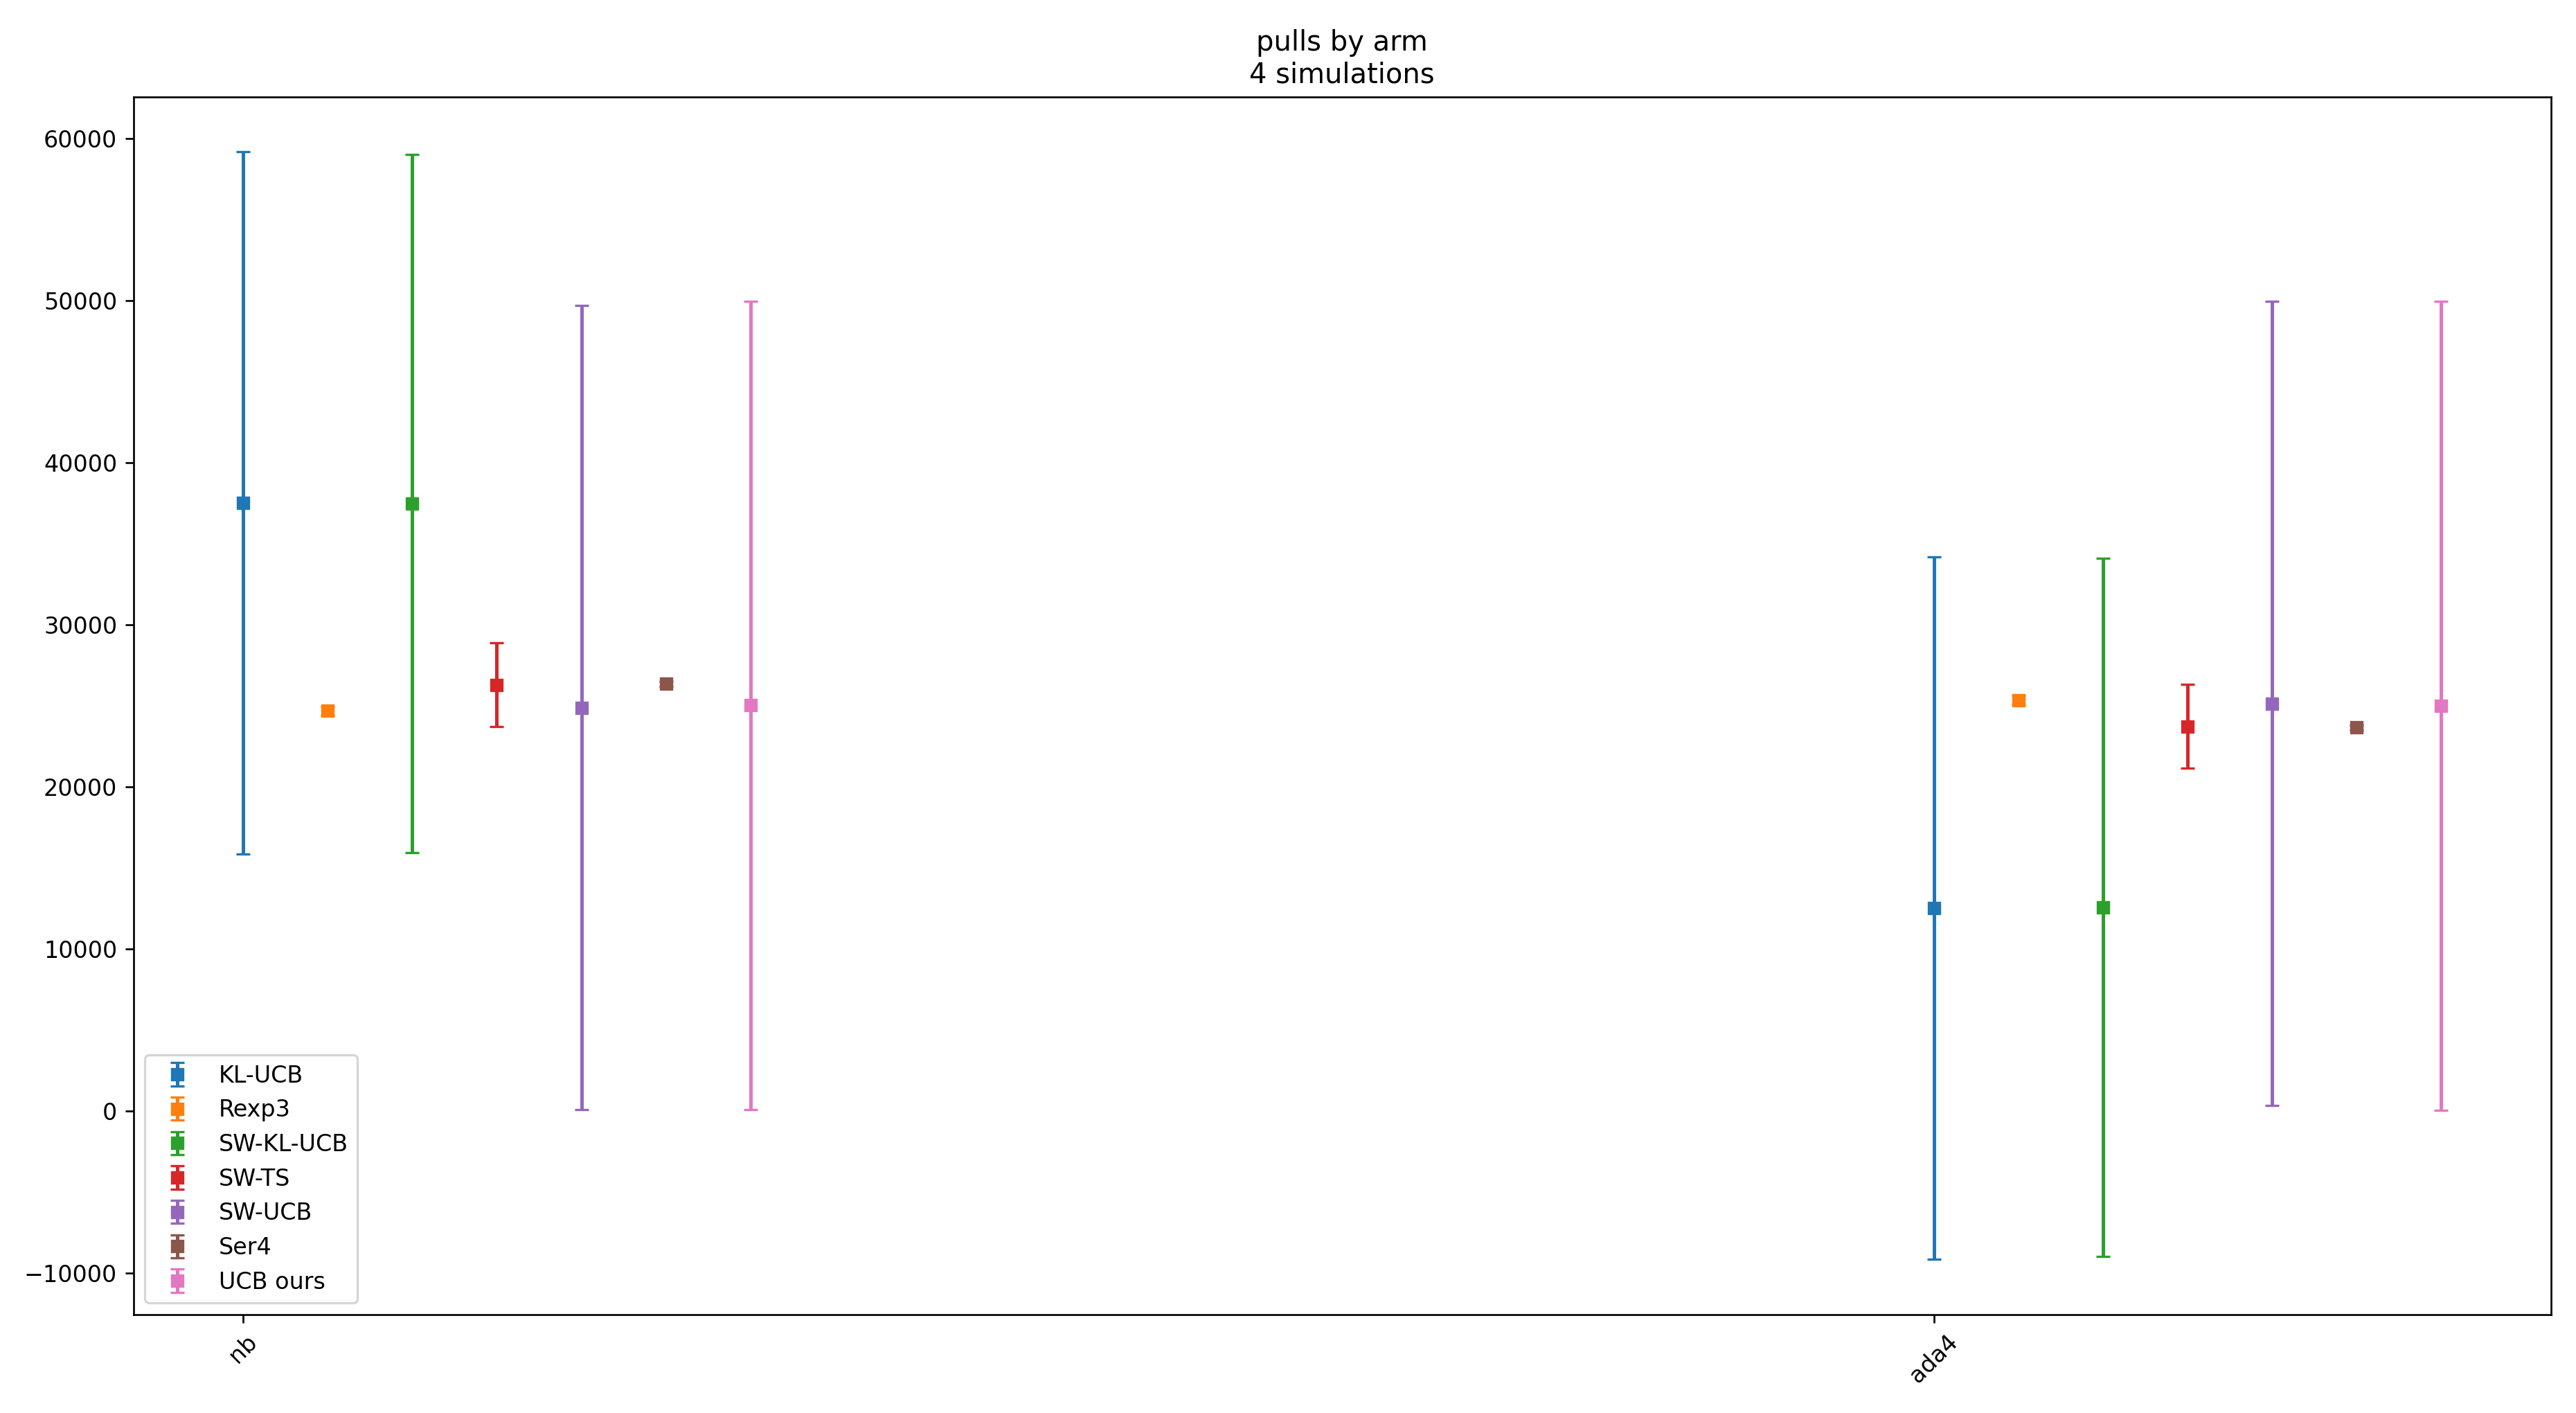 pulls by arm
4 simulations
60000
50000
40000
30000
20000
10000
0
−10000
KL-UCB
Rexp3
SW-KL-UCB
SW-TS
SW-UCB
Ser4
UCB ours
nb
ada4